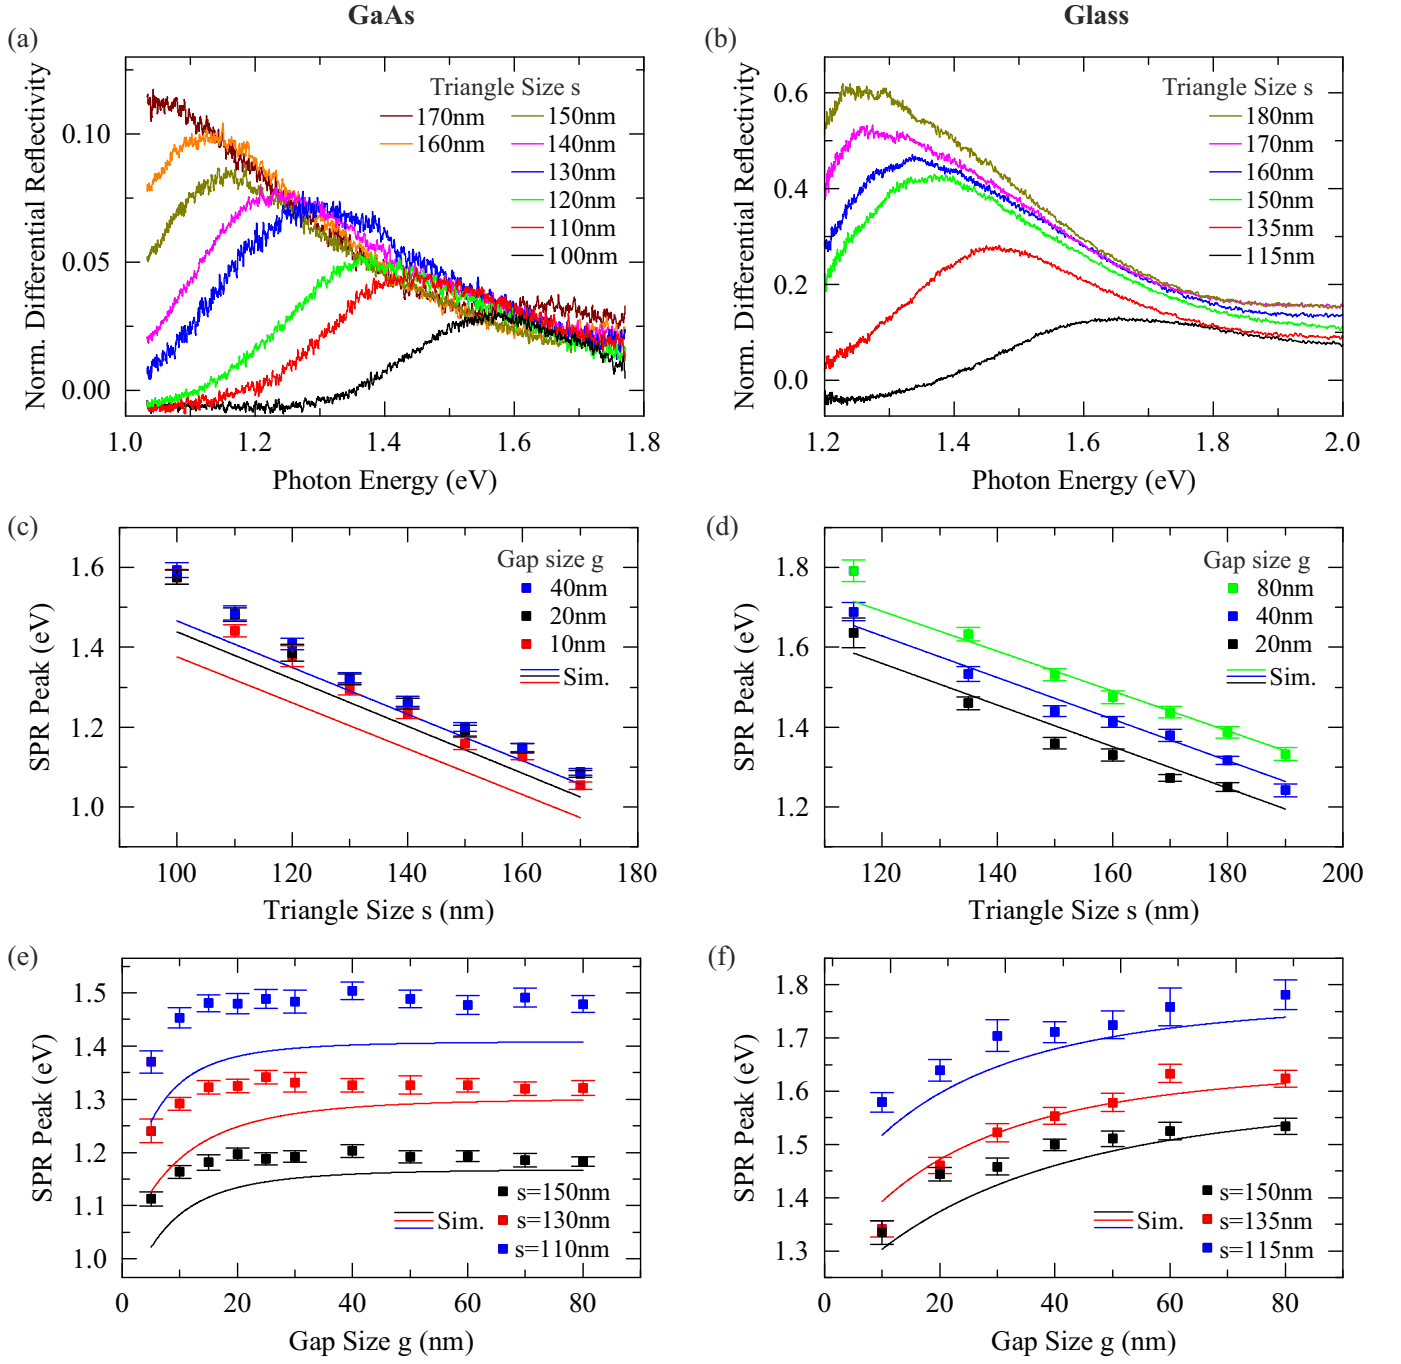 GaAs
Glass
(a)
Norm. Differential Reflectivity
0.10
0.05
0.00
Triangle Size s
170nm
160nm
150nm
140nm
130nm
120nm
110nm
100nm
1.0
1.2
1.4
1.6
1.8
Photon Energy (eV)
(b)
Norm. Differential Reflectivity
0.6
0.4
0.2
0.0
Triangle Size s
180nm
170nm
160nm
150nm
135nm
115nm
1.2
1.4
1.6
1.8
2.0
Photon Energy (eV)
(c)
SPR Peak (eV)
1.6
1.4
1.2
1.0
Gap size g
40nm
20nm
10nm
Sim.
100
120
140
160
180
Triangle Size s (nm)
(d)
SPR Peak (eV)
1.8
1.6
1.4
1.2
Gap size g
80nm
40nm
20nm
Sim.
120
140
160
180
200
Triangle Size s (nm)
(e)
SPR Peak (eV)
1.5
1.4
1.3
1.2
1.1
1.0
Sim.
s=150nm
s=130nm
s=110nm
0
20
40
60
80
Gap Size g (nm)
(f)
SPR Peak (eV)
1.8
1.7
1.6
1.5
1.4
1.3
Sim.
s=150nm
s=135nm
s=115nm
0
20
40
60
80
Gap Size g (nm)